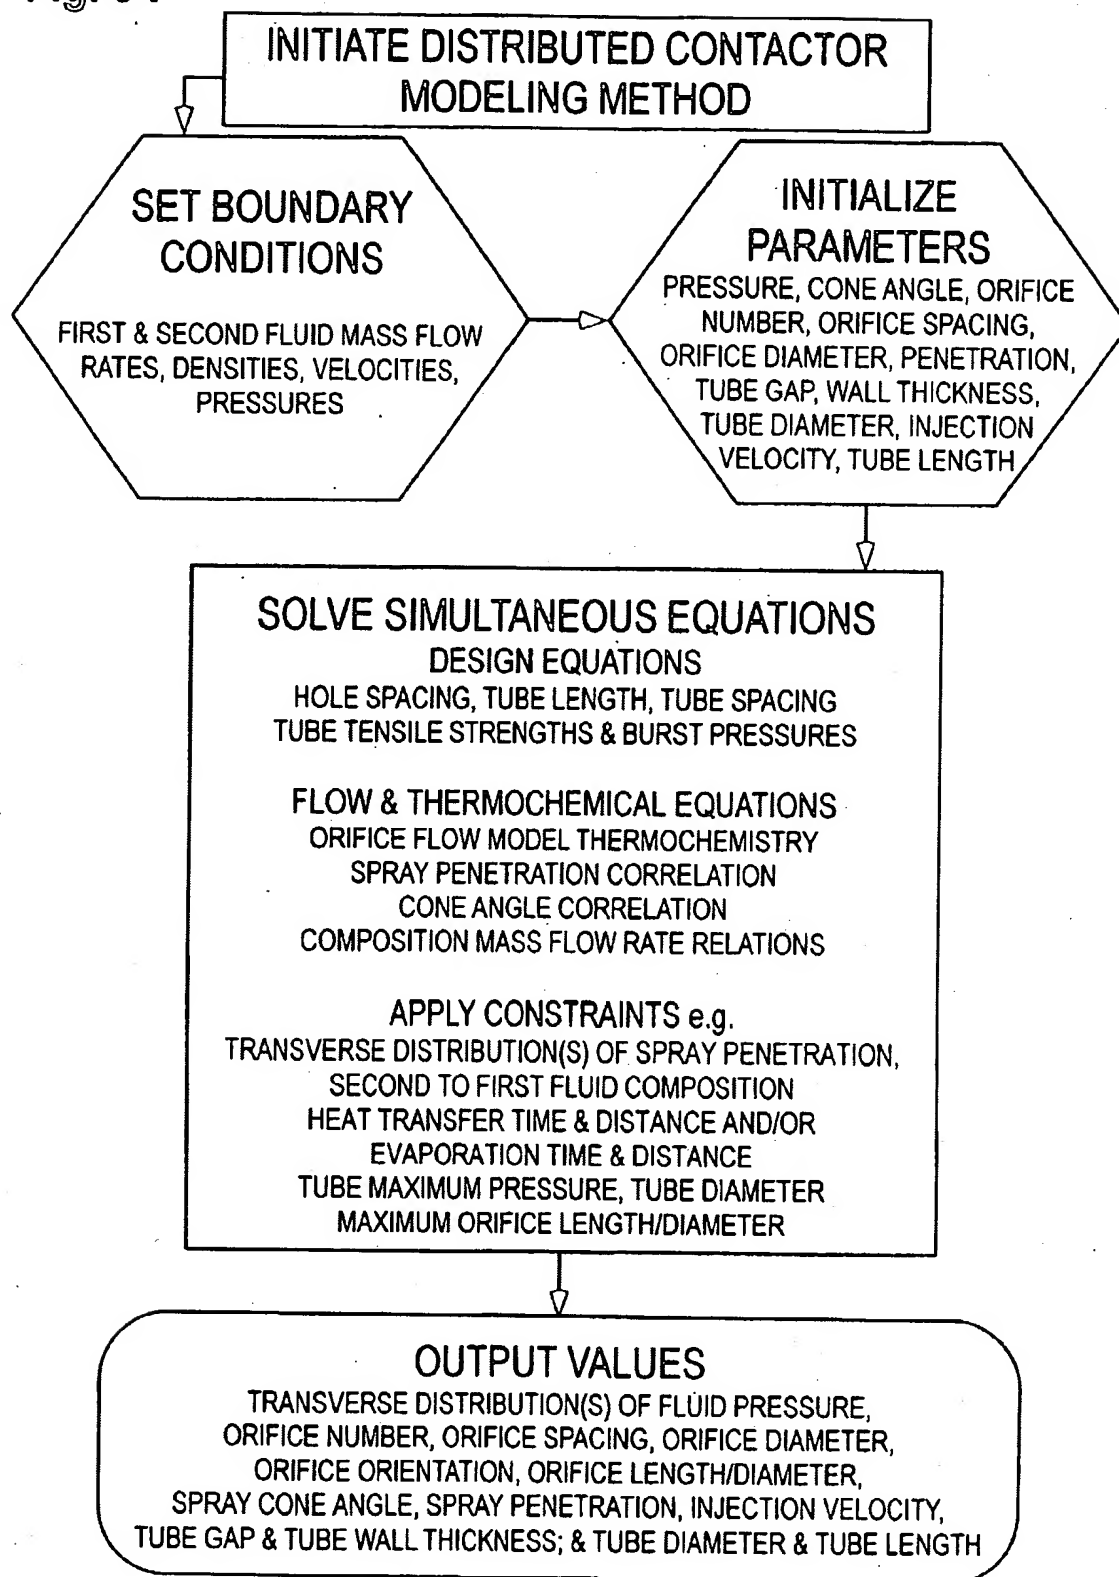 INITIATE DISTRIBUTED CONTACTOR
MODELING METHOD
SET BOUNDARY
CONDITIONS
FIRST & SECOND FLUID MASS FLOW
RATES, DENSITIES, VELOCITIES,
PRESSURES
INITIALIZE
PARAMETERS
PRESSURE, CONE ANGLE, ORIFICE
NUMBER, ORIFICE SPACING,
ORIFICE DIAMETER, PENETRATION,
TUBE GAP, WALL THICKNESS,
TUBE DIAMETER, INJECTION
VELOCITY, TUBE LENGTH
SOLVE SIMULTANEOUS EQUATIONS
DESIGN EQUATIONS
HOLE SPACING, TUBE LENGTH, TUBE SPACING
TUBE TENSILE STRENGTHS & BURST PRESSURES
FLOW & THERMOCHEMICAL EQUATIONS
ORIFICE FLOW MODEL THERMOCHEMISTRY
SPRAY PENETRATION CORRELATION
CONE ANGLE CORRELATION
COMPOSITION MASS FLOW RATE RELATIONS
APPLY CONSTRAINTS e.g.
TRANSVERSE DISTRIBUTION(S) OF SPRAY PENETRATION,
SECOND TO FIRST FLUID COMPOSITION
HEAT TRANSFER TIME & DISTANCE AND/OR
EVAPORATION TIME & DISTANCE
TUBE MAXIMUM PRESSURE, TUBE DIAMETER
MAXIMUM ORIFICE LENGTH/DIAMETER
OUTPUT VALUES
TRANSVERSE DISTRIBUTION(S) OF FLUID PRESSURE,
ORIFICE NUMBER, ORIFICE SPACING, ORIFICE DIAMETER,
ORIFICE ORIENTATION, ORIFICE LENGTH/DIAMETER,
SPRAY CONE ANGLE, SPRAY PENETRATION, INJECTION VELOCITY,
TUBE GAP & TUBE WALL THICKNESS; & TUBE DIAMETER & TUBE LENGTH